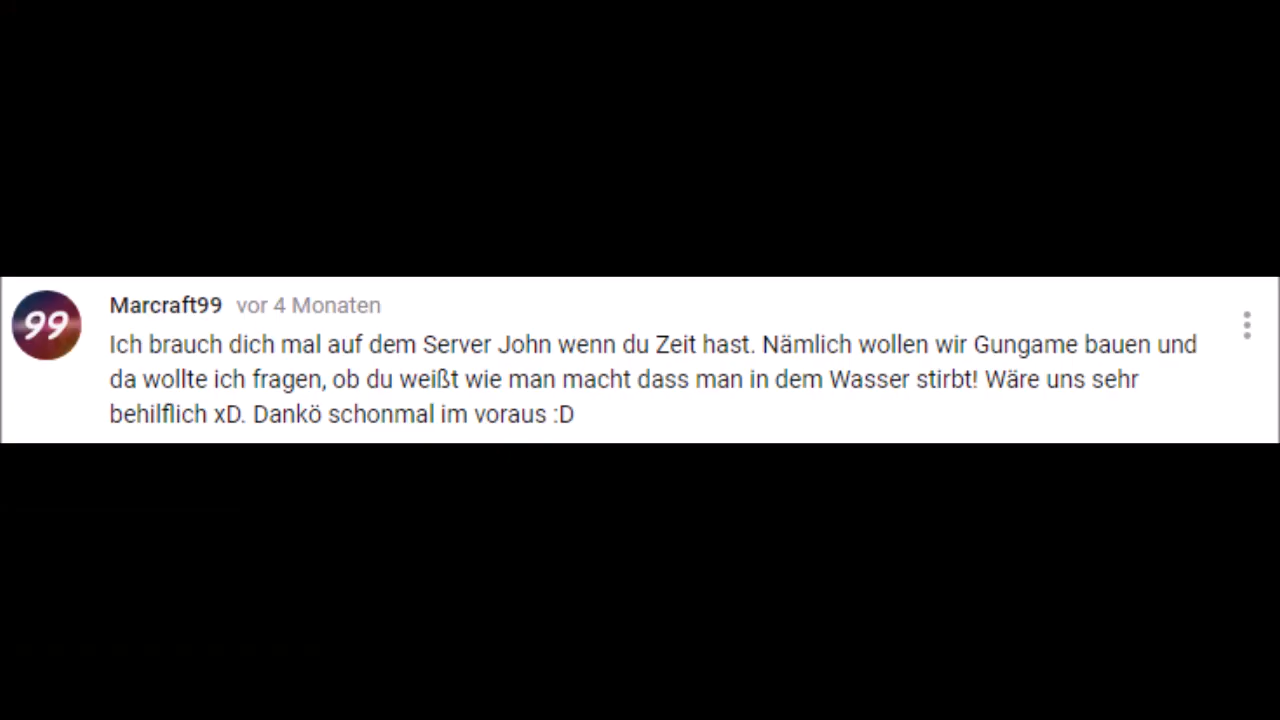 99
Marcraft99 vor 4 Monaten
Ich brauch dich mal auf dem Server John wenn du Zeit hast. Nämlich wollen wir Gungame bauen und
da wollte ich fragen, ob du weißt wie man macht dass man in dem Wasser stirbt! Wäre uns sehr
behilflich xD. Dankö schonmal im voraus :D